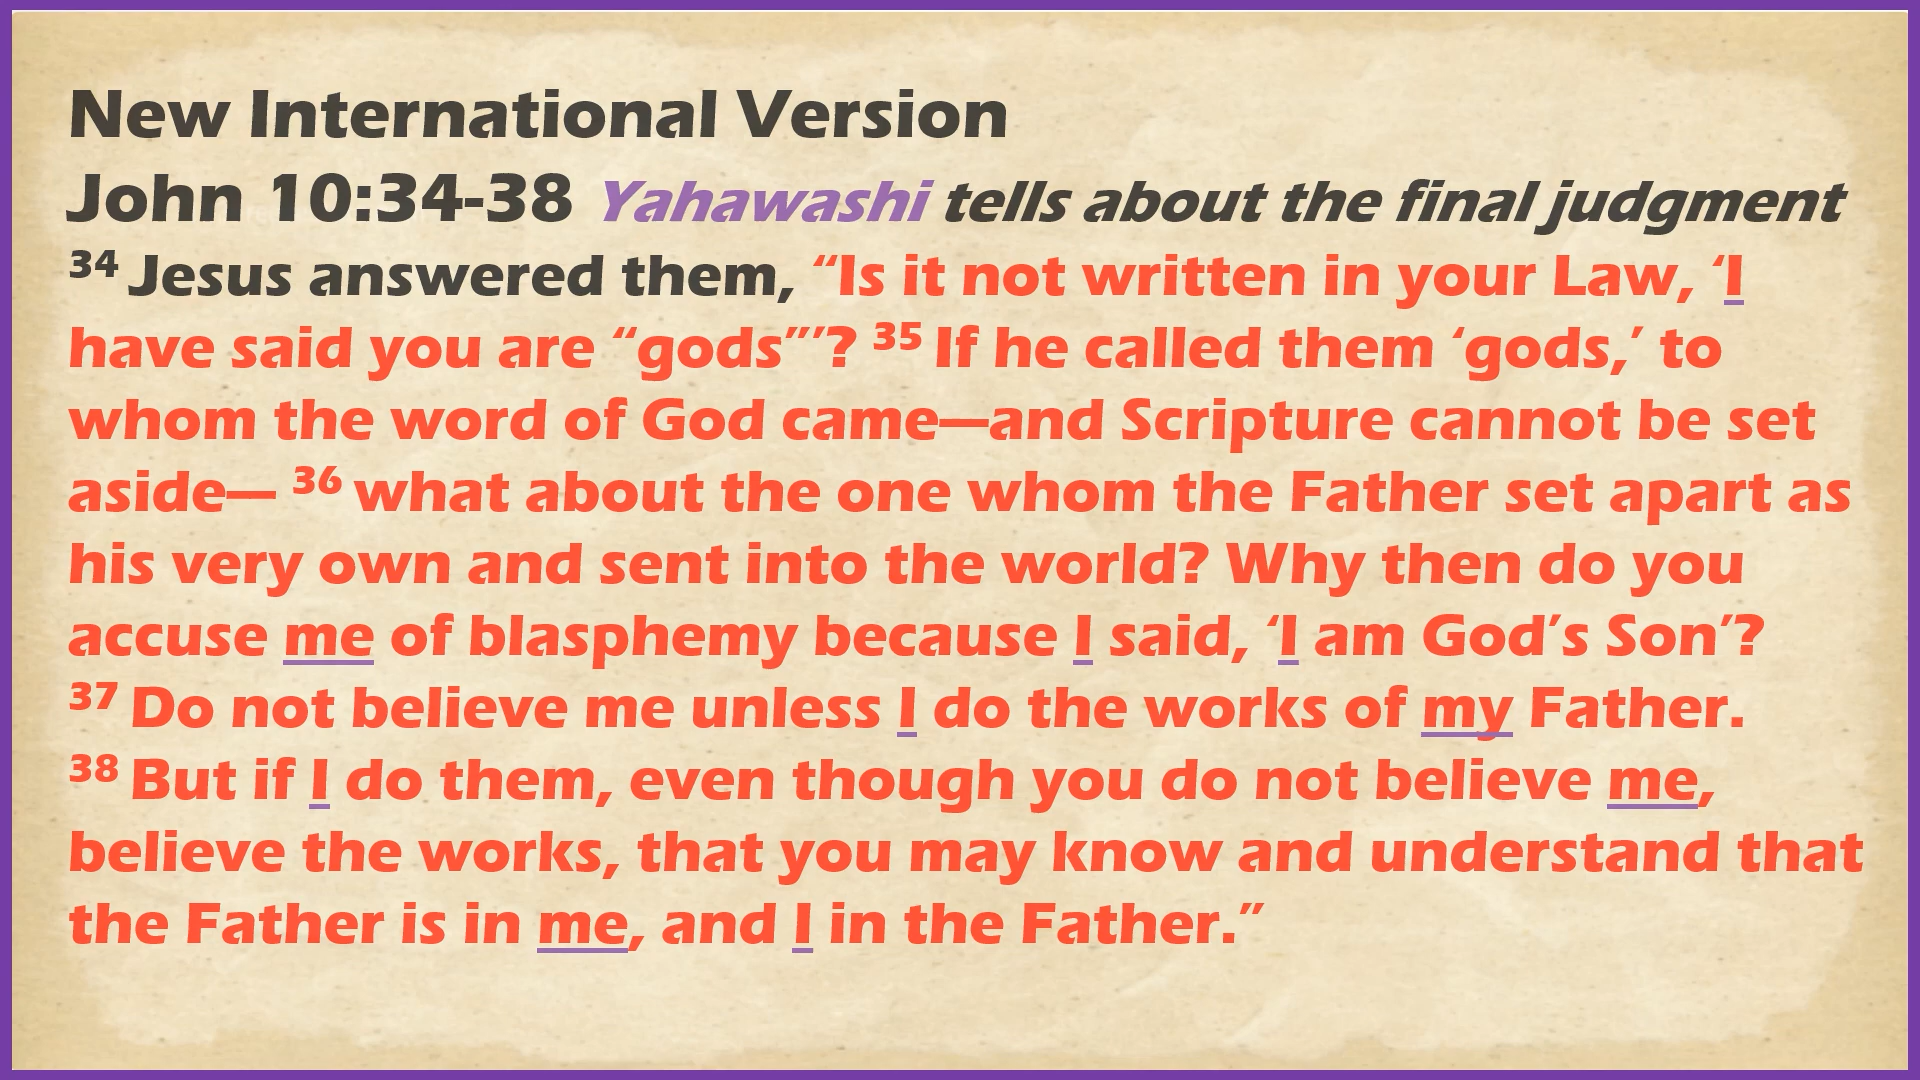 New International Version
John 10:34-38 Yahawashi tells about the final judgment
34 Jesus answered them, “Is it not written in your Law, ‘I
have said you are “gods”’? 35 If he called them ‘gods,’ to
whom the word of God came—and Scripture cannot be set
aside— 36 what about the one whom the Father set apart as
his very own and sent into the world? Why then do you
accuse me of blasphemy because I said, ‘I am God’s Son’?
37 Do not believe me unless I do the works of my Father.
38 But if I do them, even though you do not believe me,
believe the works, that you may know and understand that
the Father is in me, and I in the Father.”